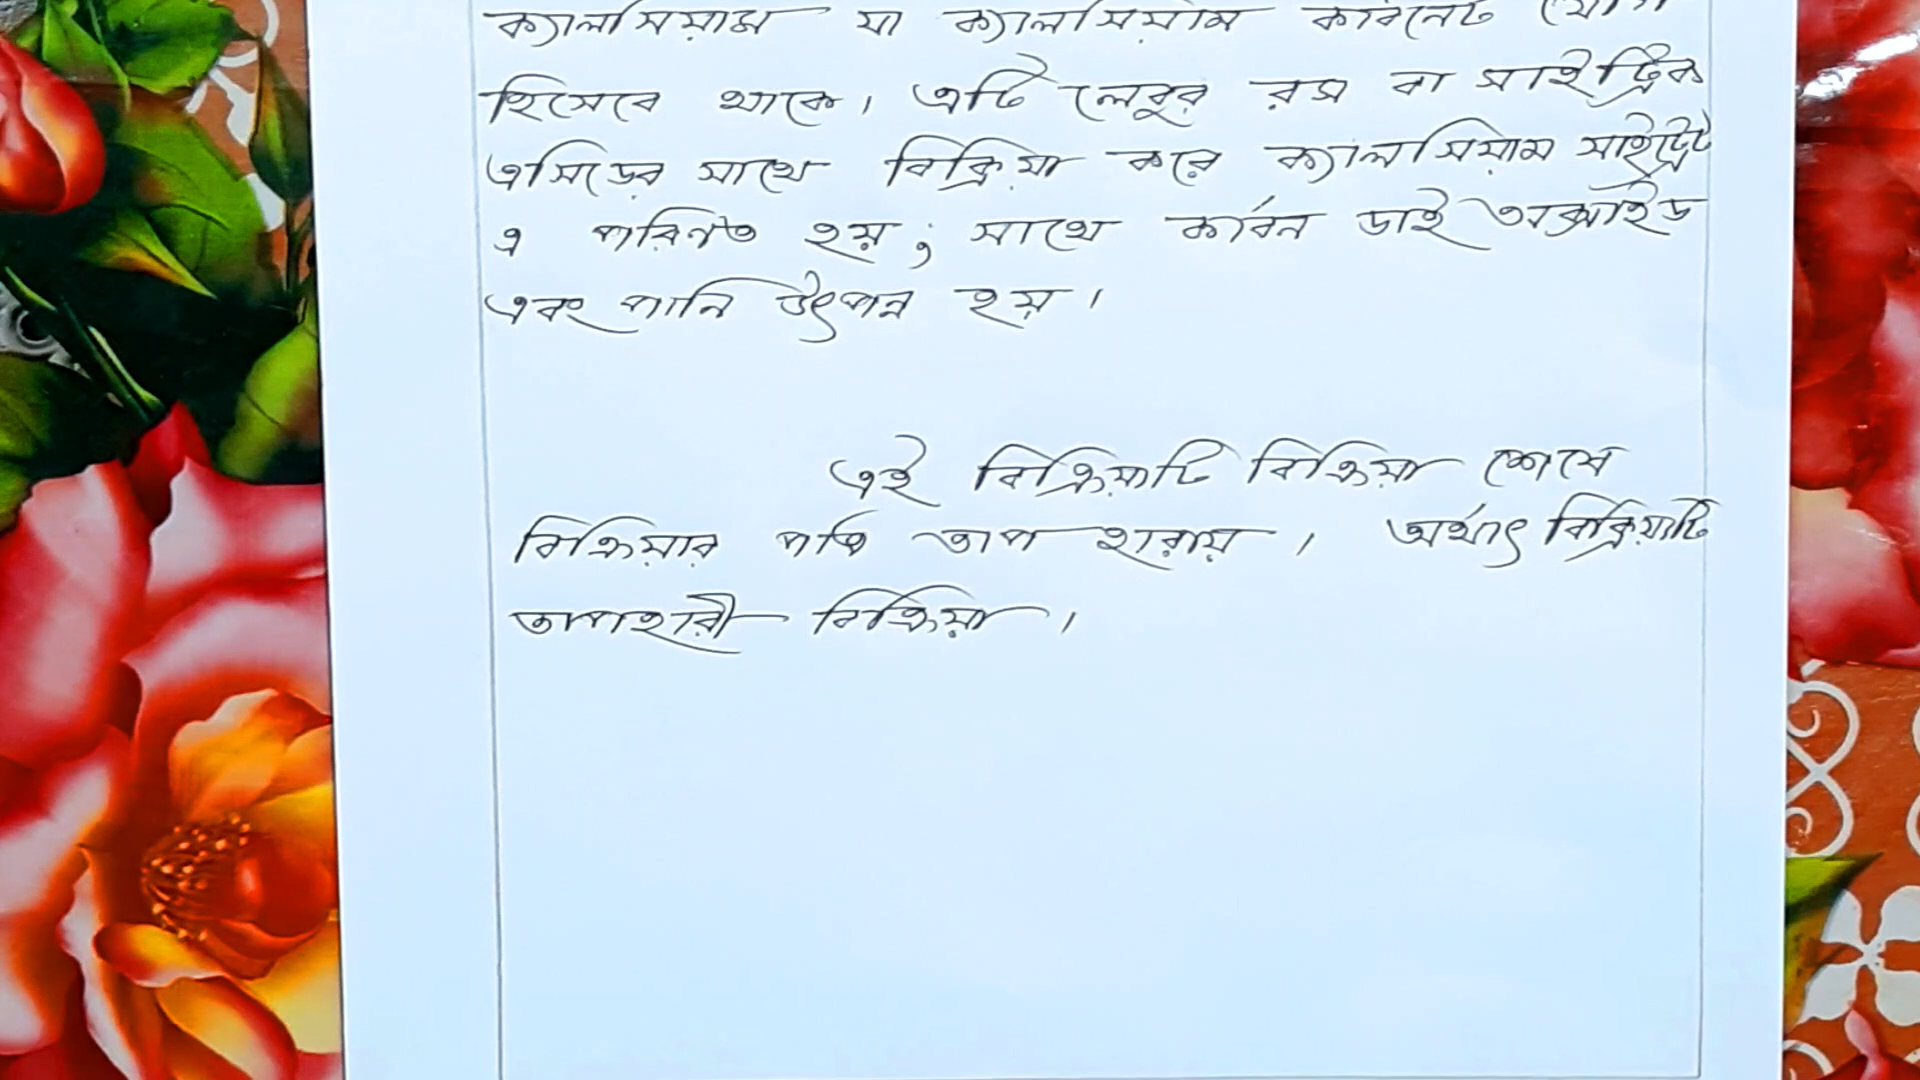 ক্যালসিয়াম যা ক্যালসিয়াম কার্বনেট যৌগ
হিসেবে থাকে। এটি লেবুর রস বা সাইট্রিক
এসিডের সাথে বিক্রিয়া করে ক্যালসিয়াম সাইট্রেট
এ পরিণত হয়; সাথে কার্বন ডাই অক্সাইড
এবং পানি উৎপন্ন হয়।
এই বিক্রিয়াটি বিক্রিয়া শেষে
বিক্রিয়ার তাপ হারায়। অর্থাৎ বিক্রিয়াটি
তাপহারী বিক্রিয়া।